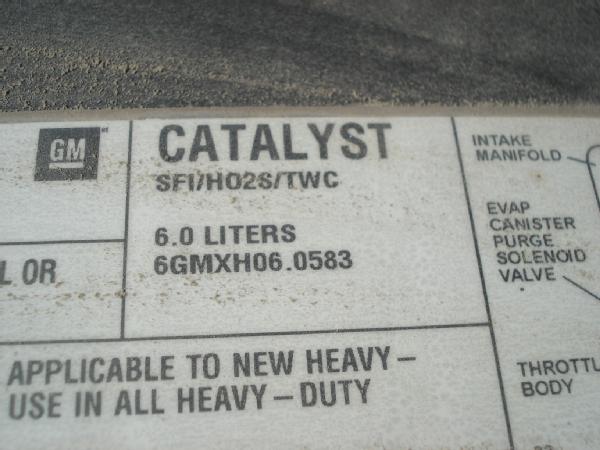 GM
CATALYST
SFI/HO2S/TWC
6.0 LITERS
6GMXH06.0583
L OR
APPLICABLE TO NEW HEAVY–
USE IN ALL HEAVY–DUTY
INTAKE
MANIFOLD
EVAP
CANISTER
PURGE
SOLENOID
VALVE
THROTTL
BODY